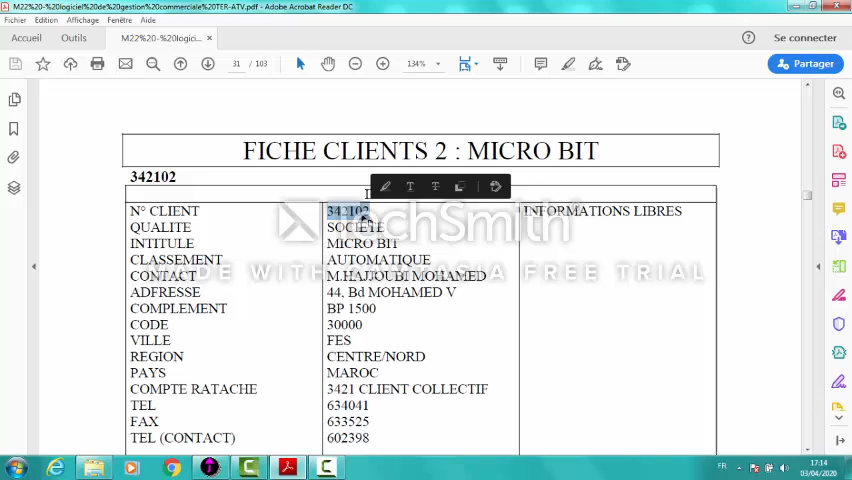 M22%20-%20logiciel%20de%20gestion%20commerciale%20TER-ATV.pdf - Adobe Acrobat Reader DC
Fichier Edition Affichage Fenêtre Aide
Accueil Outils M22%20-%20logici... × Se connecter
31 / 103 134% Partager
FICHE CLIENTS 2 : MICRO BIT
342102
N° CLIENT 342102 INFORMATIONS LIBRES
QUALITE SOCIETE
INTITULE MICRO BIT
CLASSEMENT AUTOMATIQUE
CONTACT M.HAJJOUBI MOHAMED
ADFRESSE 44, Bd MOHAMED V
COMPLEMENT BP 1500
CODE 30000
VILLE FES
REGION CENTRE/NORD
PAYS MAROC
COMPTE RATACHE 3421 CLIENT COLLECTIF
TEL 634041
FAX 633525
TEL (CONTACT) 602398
TechSmith
MADE WITH CAMTASIA FREE TRIAL
FR 17:14
03/04/2020